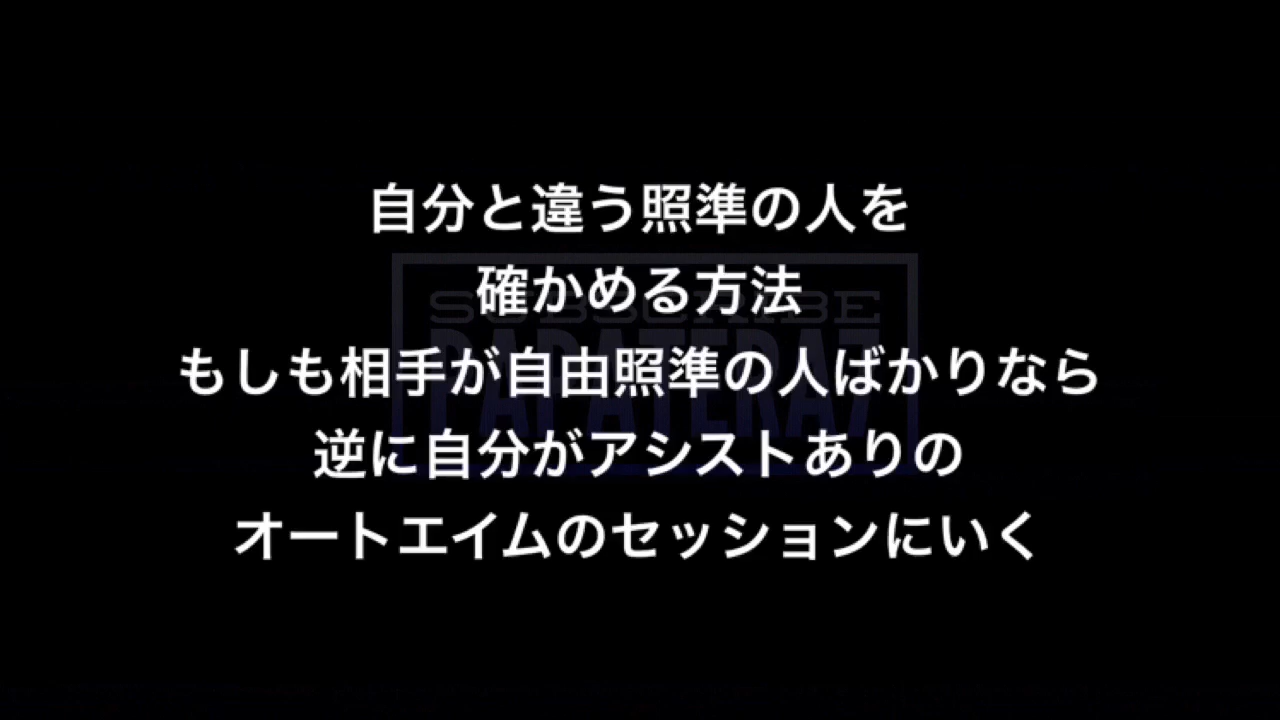 自分と違う照準の人を
確かめる方法
SUBSCRIBE
もしも相手が自由照準の人ばかりなら
PAPATERAZ
逆に自分がアシストありの
オートエイムのセッションにいく